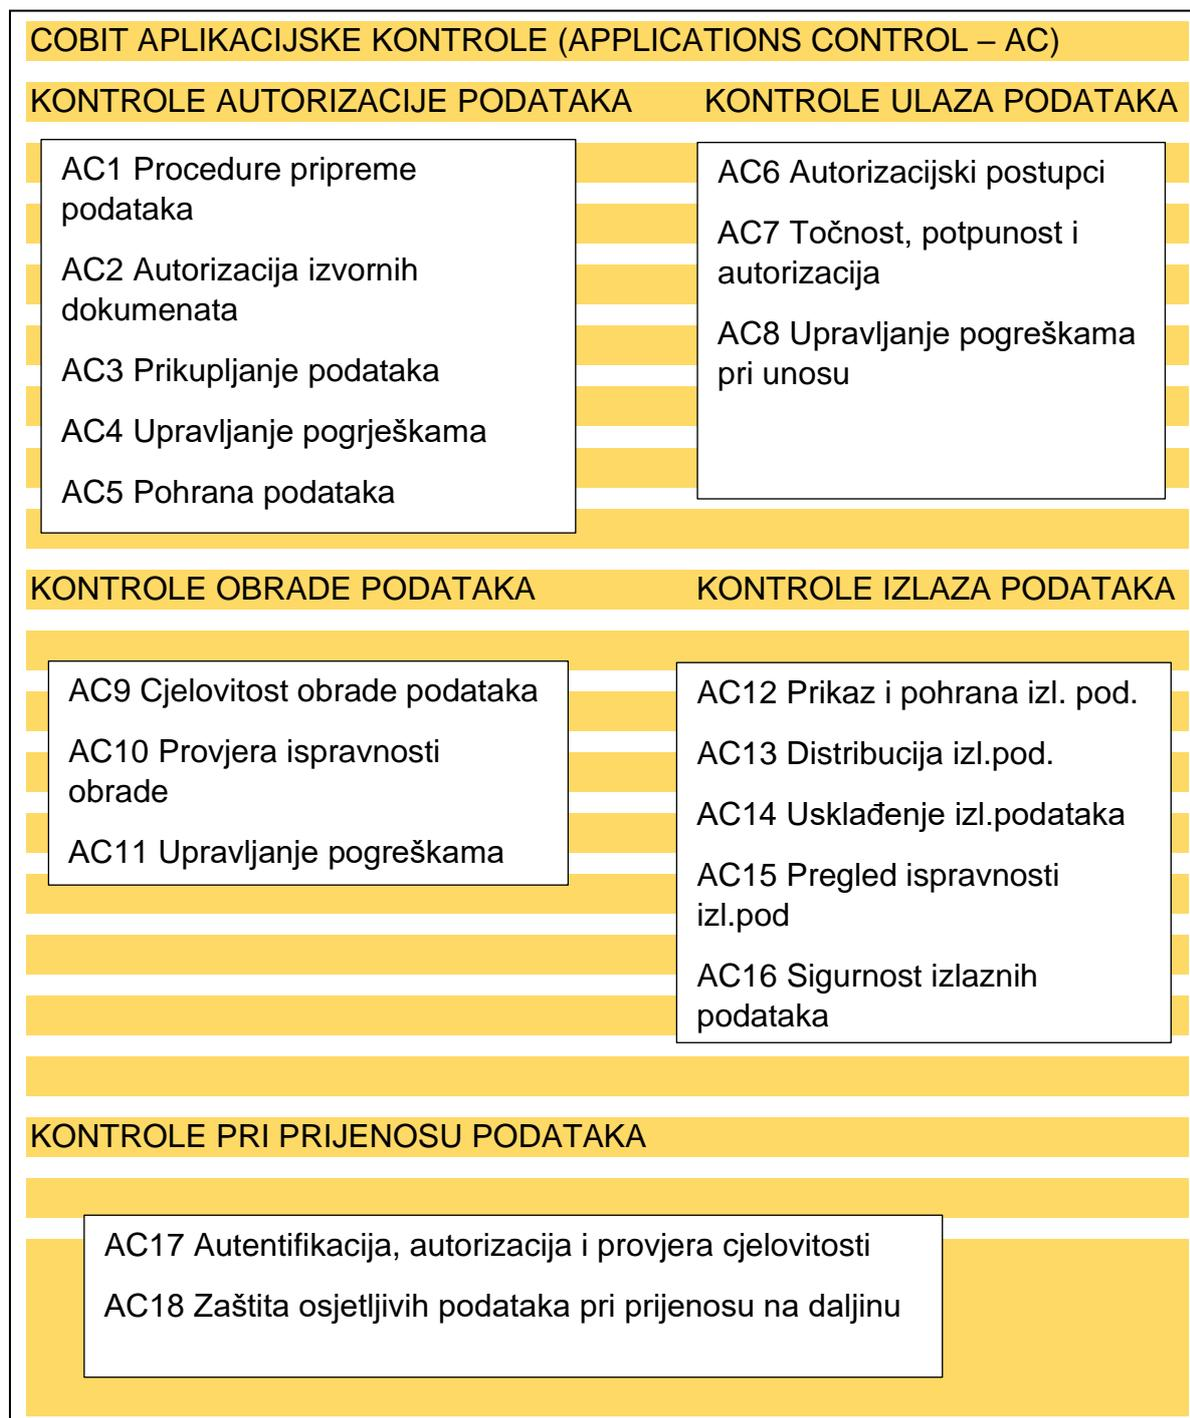 COBIT APLIKACIJSKE KONTROLE (APPLICATIONS CONTROL – AC)
KONTROLE AUTORIZACIJE PODATAKA
AC1 Procedure pripreme
podataka
AC2 Autorizacija izvornih
dokumenata
AC3 Prikupljanje podataka
AC4 Upravljanje pogrješkama
AC5 Pohrana podataka
KONTROLE ULAZA PODATAKA
AC6 Autorizacijski postupci
AC7 Točnost, potpunost i
autorizacija
AC8 Upravljanje pogreškama
pri unosu
KONTROLE OBRADE PODATAKA
AC9 Cjelovitost obrade podataka
AC10 Provjera ispravnosti
obrade
AC11 Upravljanje pogreškama
KONTROLE IZLAZA PODATAKA
AC12 Prikaz i pohrana izl. pod.
AC13 Distribucija izl.pod.
AC14 Usklađenje izl.podataka
AC15 Pregled ispravnosti
izl.pod
AC16 Sigurnost izlaznih
podataka
KONTROLE PRI PRIJENOSU PODATAKA
AC17 Autentifikacija, autorizacija i provjera cjelovitosti
AC18 Zaštita osjetljivih podataka pri prijenosu na daljinu